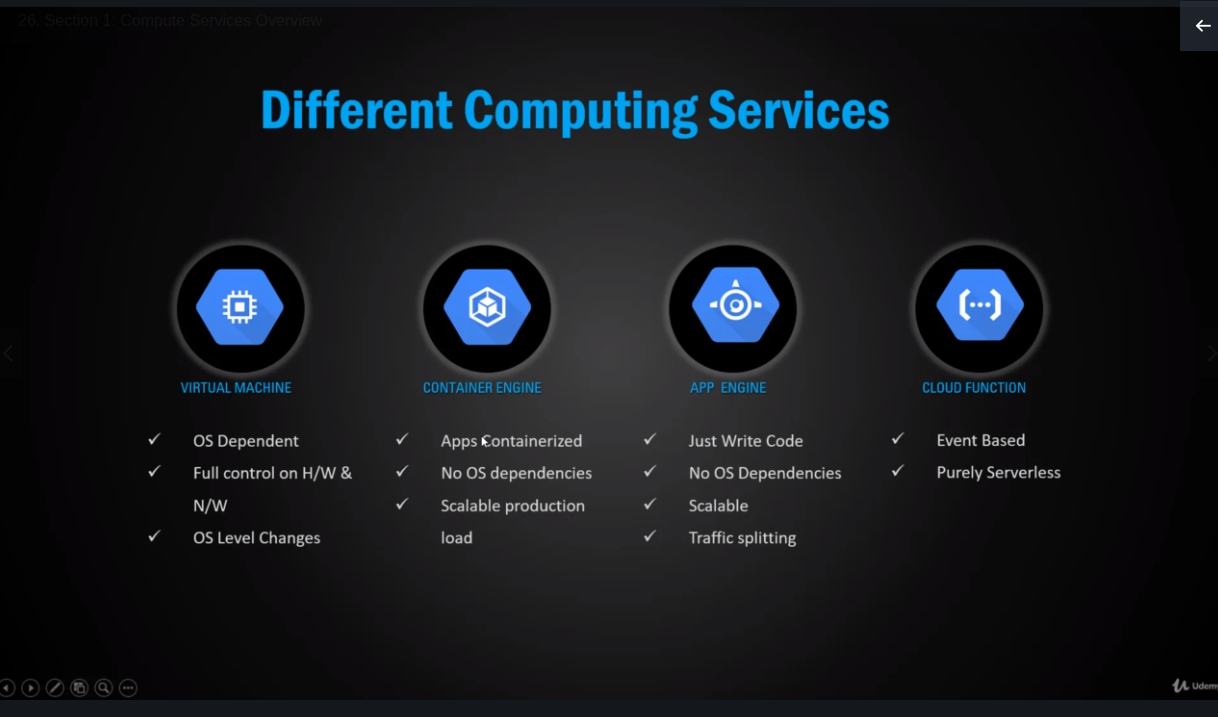 26. Section 1: Compute Services Overview
Different Computing Services
VIRTUAL MACHINE
OS Dependent
Full control on H/W &
N/W
OS Level Changes
CONTAINER ENGINE
Apps Containerized
No OS dependencies
Scalable production
load
APP ENGINE
Just Write Code
No OS Dependencies
Scalable
Traffic splitting
CLOUD FUNCTION
Event Based
Purely Serverless
Udem